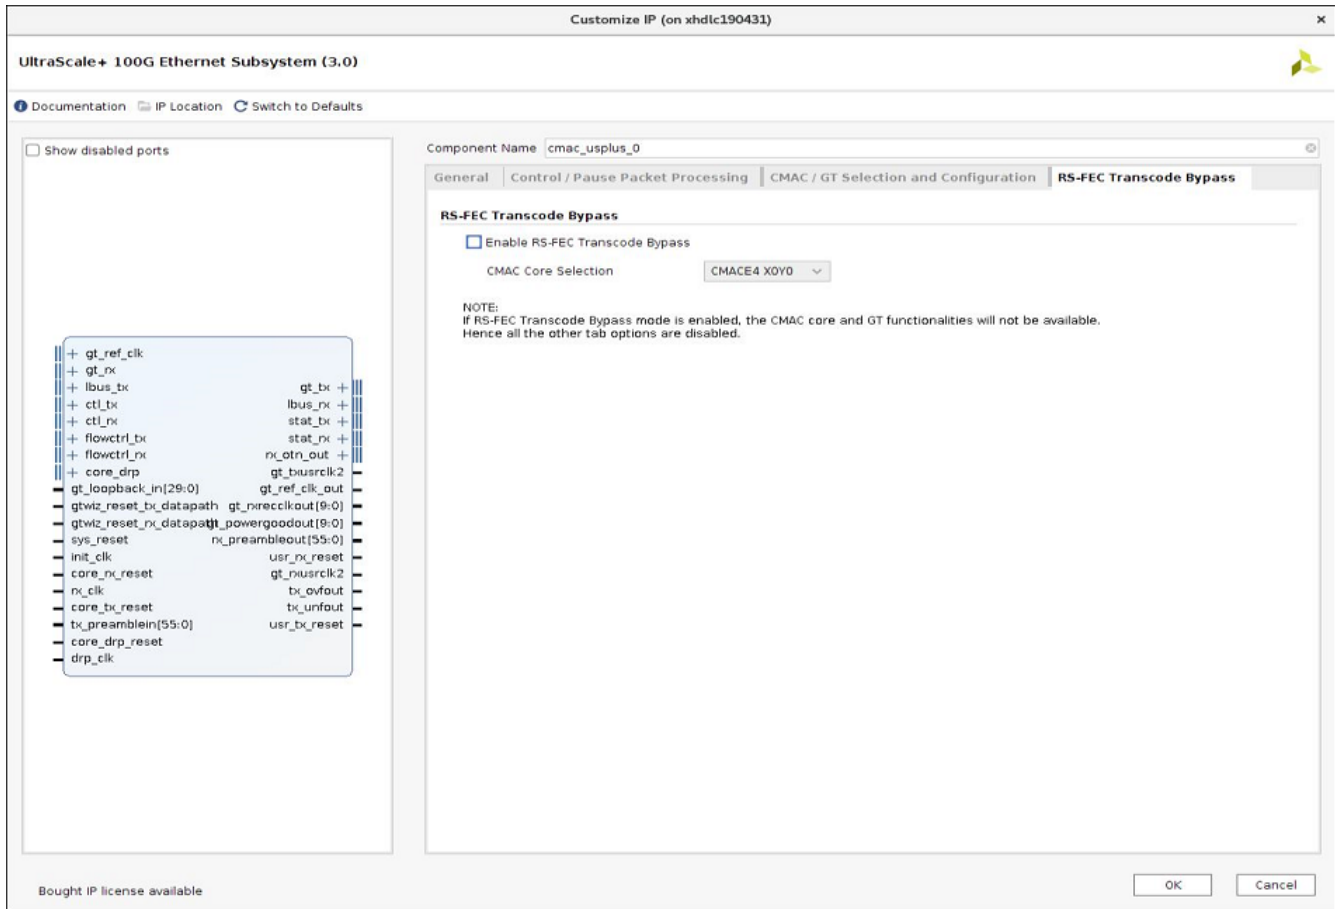 Customize IP (on xhdlc190431)
UltraScale+ 100G Ethernet Subsystem (3.0)
Documentation IP Location Switch to Defaults
Show disabled ports
gt_ref_clk
gt_rx
lbus_tx
ctl_tx
ctl_rx
flowctrl_tx
flowctrl_rx
core_drp
gt_loopback_in[29:0]
gtwiz_reset_tx_datapath
gtwiz_reset_rx_datapath
sys_reset
init_clk
core_rx_reset
rx_clk
core_tx_reset
tx_preamblein[55:0]
core_drp_reset
drp_clk
gt_tx
lbus_rx
stat_tx
stat_rx
rx_otn_out
gt_txusrclk2
gt_ref_clk_out
gt_rxrecclkout[9:0]
gt_powergoodout[9:0]
rx_preambleout[55:0]
usr_rx_reset
gt_rxusrclk2
tx_ovfout
tx_unfout
usr_tx_reset
Component Name cmac_usplus_0
General Control / Pause Packet Processing CMAC / GT Selection and Configuration RS-FEC Transcode Bypass
RS-FEC Transcode Bypass
Enable RS-FEC Transcode Bypass
CMAC Core Selection CMACE4 X0Y0
NOTE:
If RS-FEC Transcode Bypass mode is enabled, the CMAC core and GT functionalities will not be available.
Hence all the other tab options are disabled.
Bought IP license available
OK Cancel